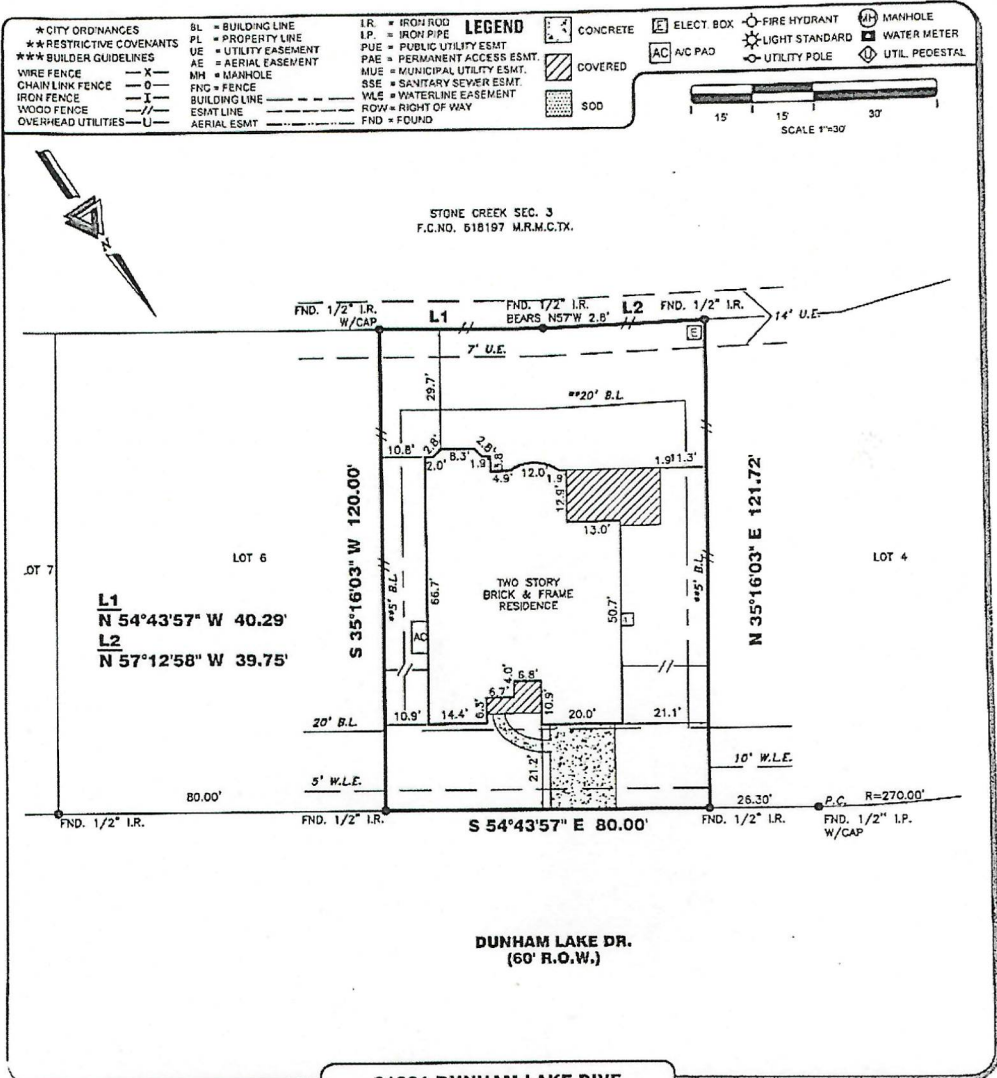 * CITY ORDINANCES
** RESTRICTIVE COVENANTS
*** BUILDER GUIDELINES
WIRE FENCE —X—
CHAIN LINK FENCE —O—
IRON FENCE —I—
WOOD FENCE —//—
OVERHEAD UTILITIES —U—
BL = BUILDING LINE
PL = PROPERTY LINE
UE = UTILITY EASEMENT
AE = AERIAL EASEMENT
MH = MANHOLE
FNC = FENCE
BUILDING LINE
ESMT LINE
AERIAL ESMT
I.R. = IRON ROD
I.P. = IRON PIPE
PUE = PUBLIC UTILITY ESMT
PAE = PERMANENT ACCESS ESMT.
MUE = MUNICIPAL UTILITY ESMT.
SSE = SANITARY SEWER ESMT.
WLE = WATERLINE EASEMENT
ROW = RIGHT OF WAY
FND = FOUND
LEGEND
CONCRETE
COVERED
SOD
E ELECT. BOX
AC A/C PAD
FIRE HYDRANT
LIGHT STANDARD
UTILITY POLE
MH MANHOLE
WATER METER
U UTIL. PEDESTAL
15' 15' 30'
SCALE 1"=30'
N
STONE CREEK SEC. 3
F.C.NO. 618197 M.R.M.C.TX.
FND. 1/2" I.R.
W/CAP
L1
FND. 1/2" I.R.
BEARS N57'W 2.8'
L2
FND. 1/2" I.R.
14' U.E.
E
7' U.E.
29.7'
**20' B.L.
10.8'
2.8'
2.0'
8.3'
2.8'
1.9'
3.8'
4.9'
12.0'
1.9'
12.9'
13.0'
1.9'
11.3'
S 35°16'03" W 120.00'
N 35°16'03" E 121.72'
LOT 6
LOT 4
OT 7
L1
N 54°43'57" W 40.29'
L2
N 57°12'58" W 39.75'
**5' B.L.
66.7'
TWO STORY
BRICK & FRAME
RESIDENCE
50.7'
**5' B.L.
AC
6.7'
4.0'
6.8'
6.3'
10.9'
10.9'
14.4'
20.0'
21.1'
20' B.L.
21.2'
5' W.L.E.
10' W.L.E.
80.00'
26.30'
P.C.
R=270.00'
FND. 1/2" I.R.
FND. 1/2" I.R.
S 54°43'57" E 80.00'
FND. 1/2" I.R.
FND. 1/2" I.P.
W/CAP
DUNHAM LAKE DR.
(60' R.O.W.)
DUNHAM LAKE DIVE